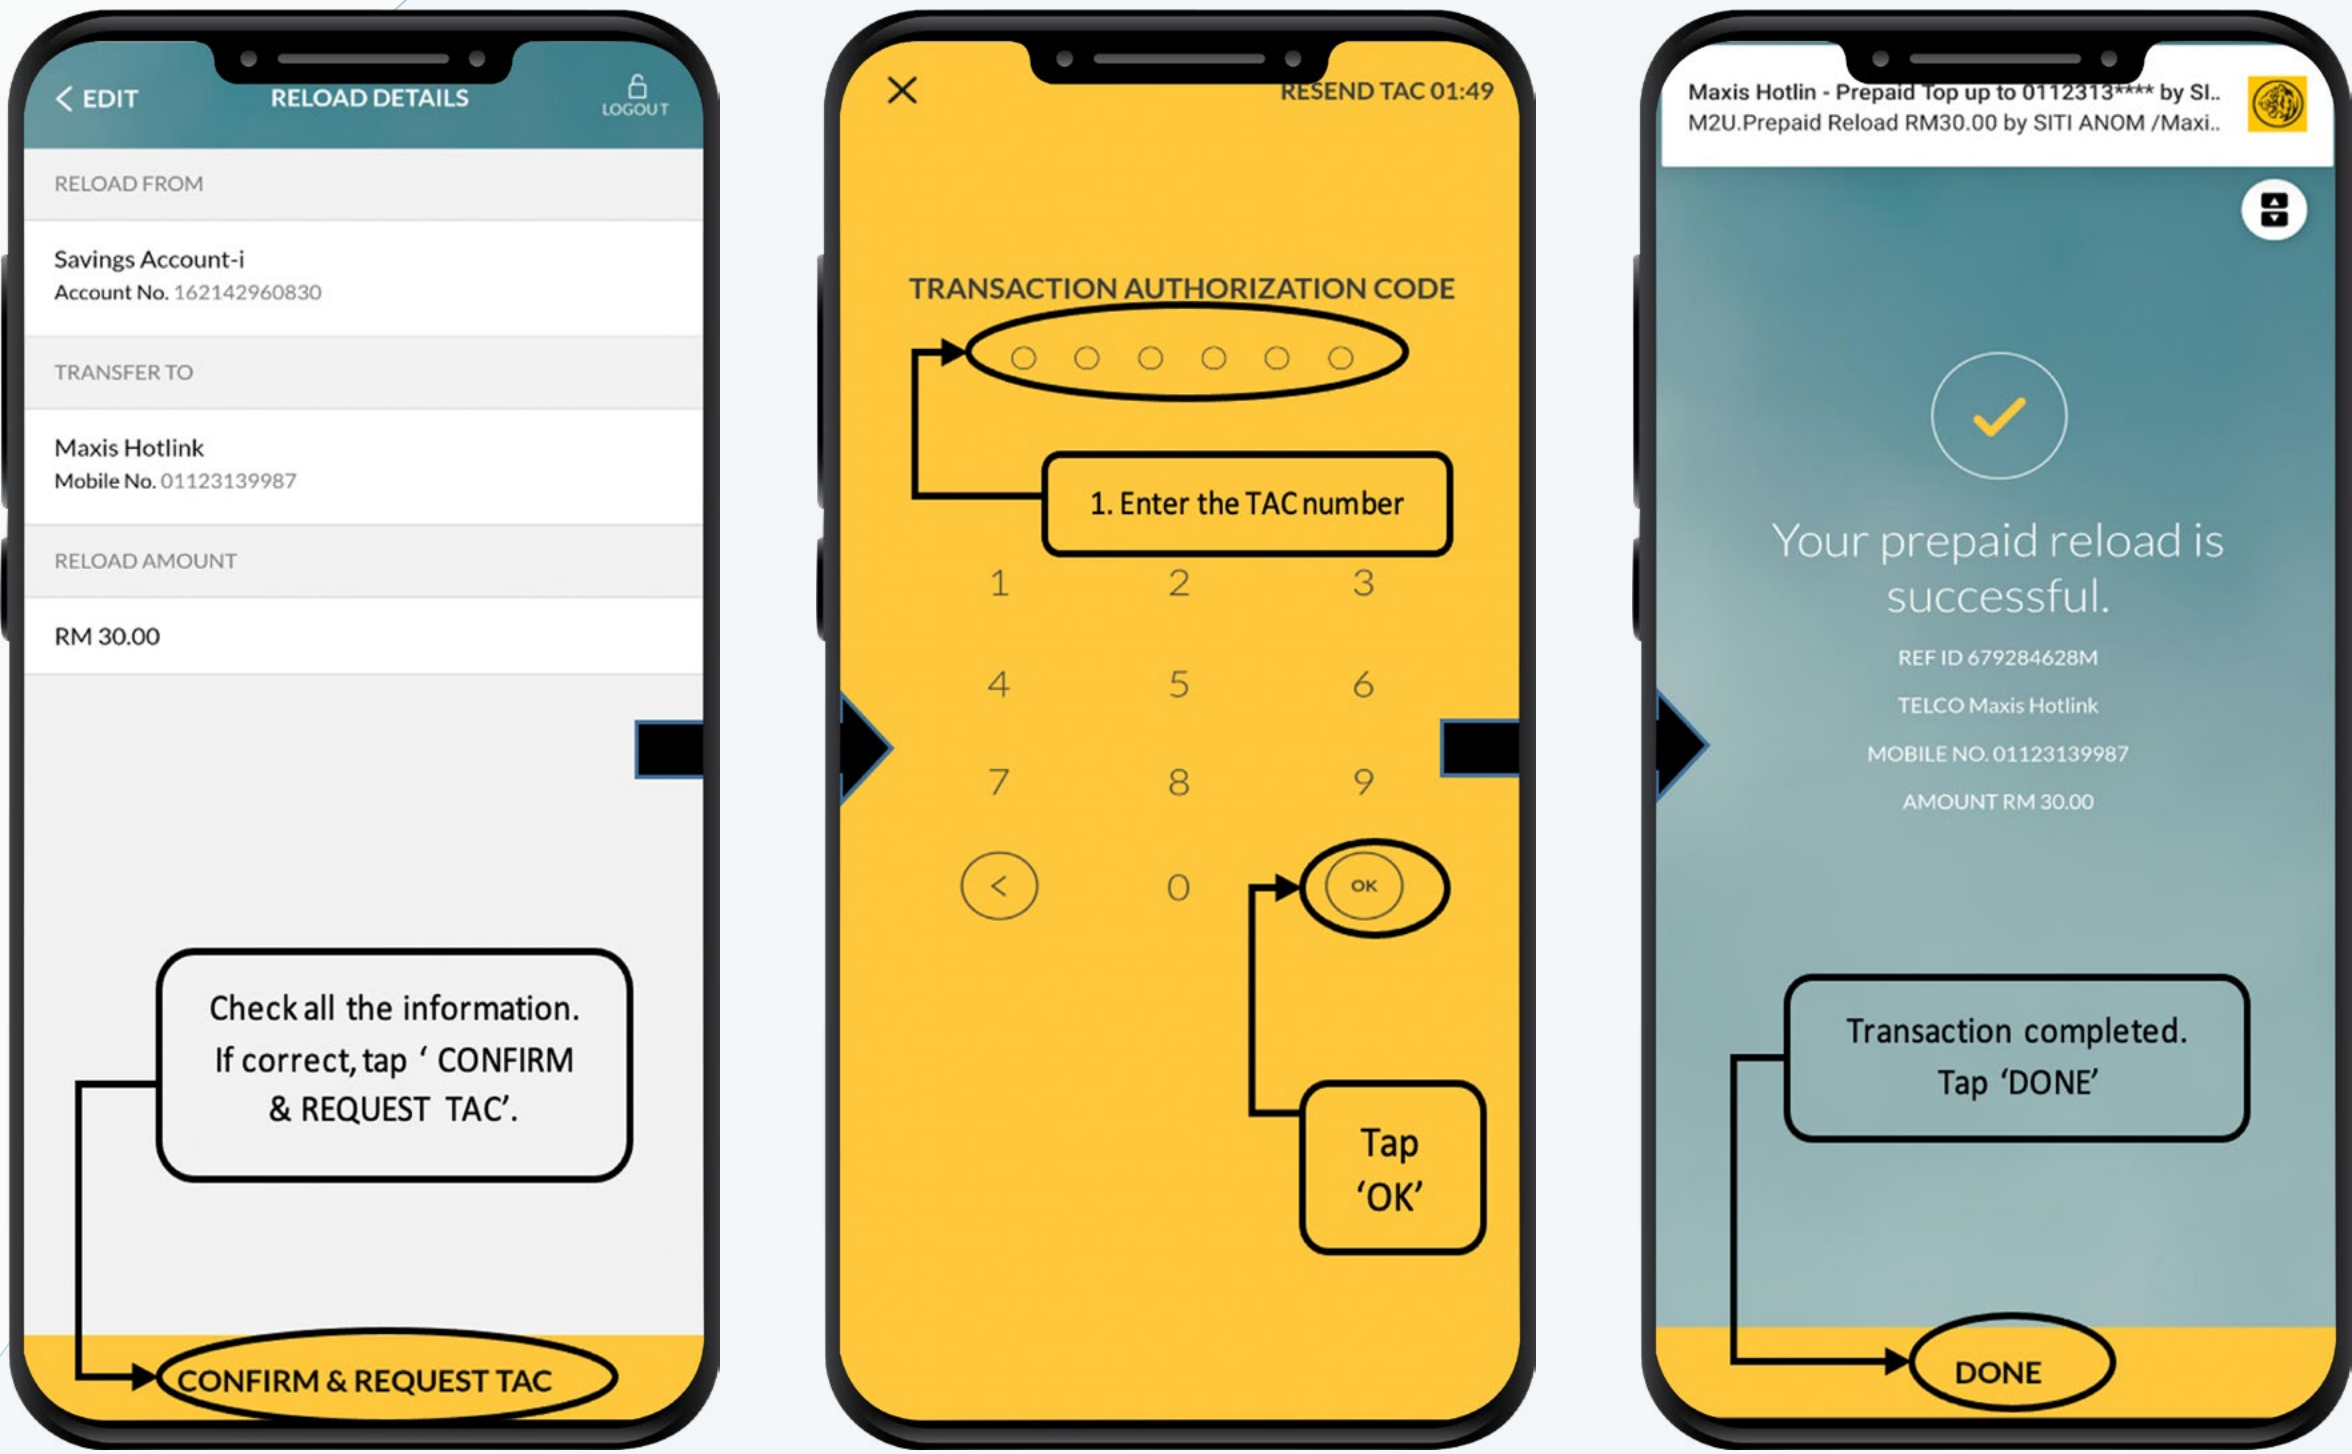 < EDIT
RELOAD DETAILS
LOGOUT
RELOAD FROM
Savings Account-i
Account No. 162142960830
TRANSFER TO
Maxis Hotlink
Mobile No. 01123139987
RELOAD AMOUNT
RM 30.00
Check all the information.
If correct, tap ‘ CONFIRM
& REQUEST TAC’.
CONFIRM & REQUEST TAC
RESEND TAC 01:49
TRANSACTION AUTHORIZATION CODE
1. Enter the TAC number
1 2 3
4 5 6
7 8 9
< 0 OK
Tap
‘OK’
Maxis Hotlin - Prepaid Top up to 0112313**** by SI..
M2U.Prepaid Reload RM30.00 by SITI ANOM /Maxi..
Your prepaid reload is
successful.
REF ID 679284628M
TELCO Maxis Hotlink
MOBILE NO. 01123139987
AMOUNT RM 30.00
Transaction completed.
Tap ‘DONE’
DONE